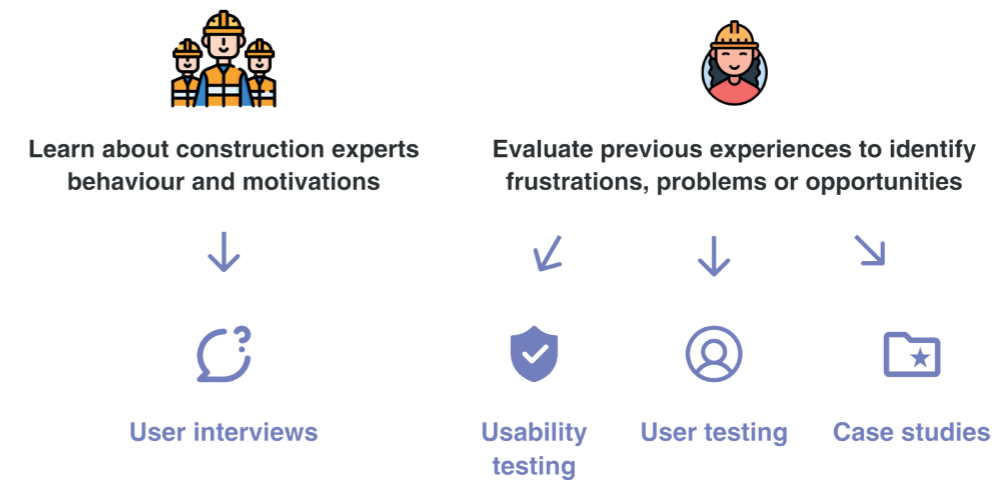 Learn about construction experts
behaviour and motivations
Evaluate previous experiences to identify
frustrations, problems or opportunities
User interviews
Usability
testing
User testing
Case studies